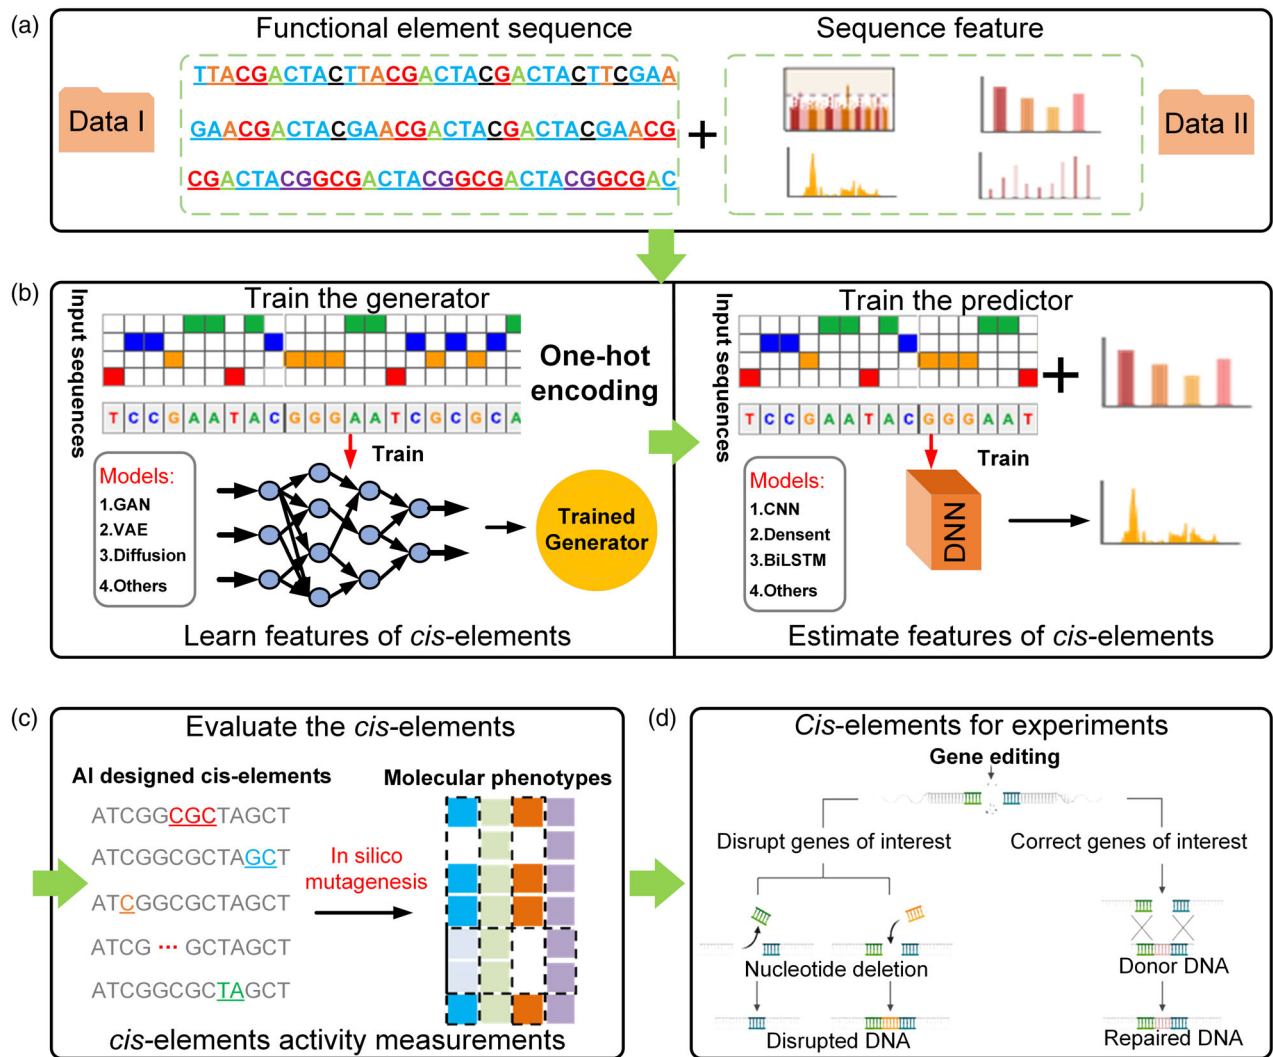 (a)
Functional element sequence
Sequence feature
Data I
TTACGACTACTTACGACTACGACTACTTCGAA
GAACGACTACGAACGACTACGACTACGAACG
CGACTACGGCGACTACGGCGACTACGGCGAC
+
Data II
(b)
Input sequences
Train the generator
T C C G A A T A C G G G A A T C G C G C A
One-hot
encoding
Train
Models:
1.GAN
2.VAE
3.Diffusion
4.Others
Trained
Generator
Learn features of cis-elements
Input sequences
Train the predictor
+
T C C G A A T A C G G G A A T
Train
Models:
1.CNN
2.Densent
3.BiLSTM
4.Others
DNN
Estimate features of cis-elements
(c)
Evaluate the cis-elements
AI designed cis-elements
Molecular phenotypes
ATCGGCGCTAGCT
ATCGGCGCTAGCT
ATCGGCGCTAGCT
ATCG ··· GCTAGCT
ATCGGCGCTAGCT
In silico
mutagenesis
cis-elements activity measurements
(d)
Cis-elements for experiments
Gene editing
Disrupt genes of interest
Correct genes of interest
Nucleotide deletion
Donor DNA
Disrupted DNA
Repaired DNA